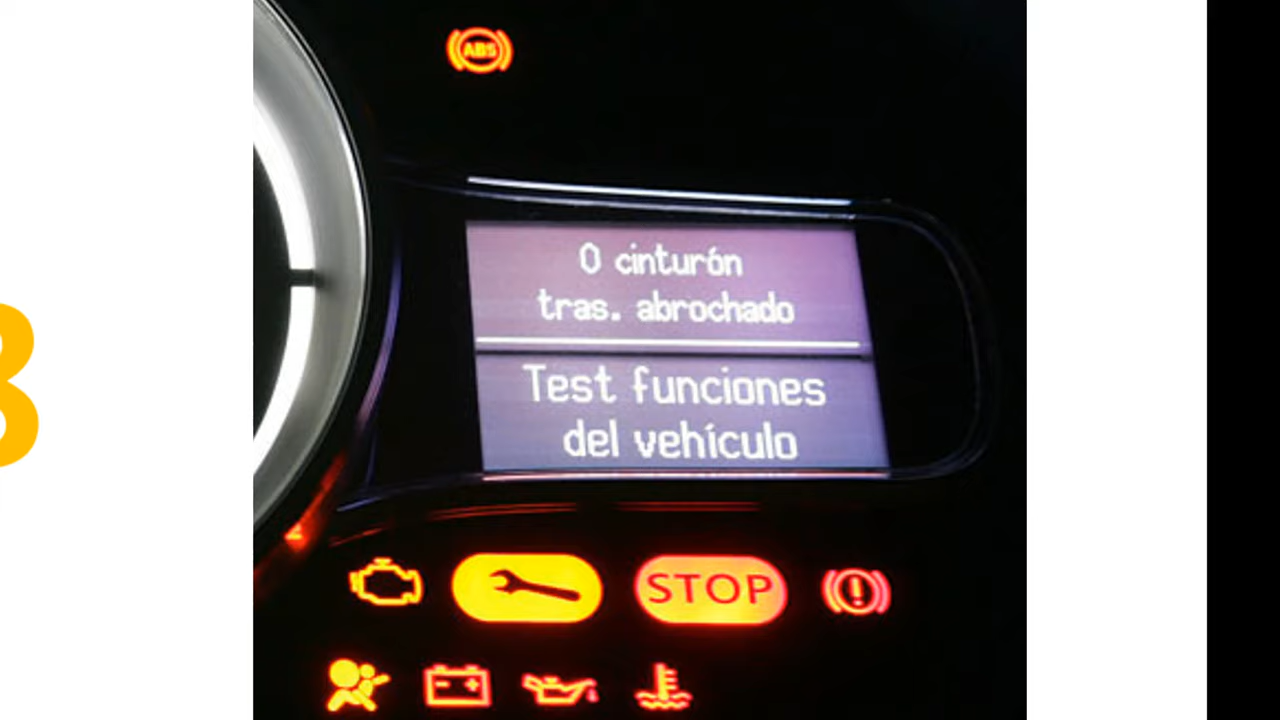 ABS
0 cinturón
tras. abrochado
Test funciones
del vehículo
STOP